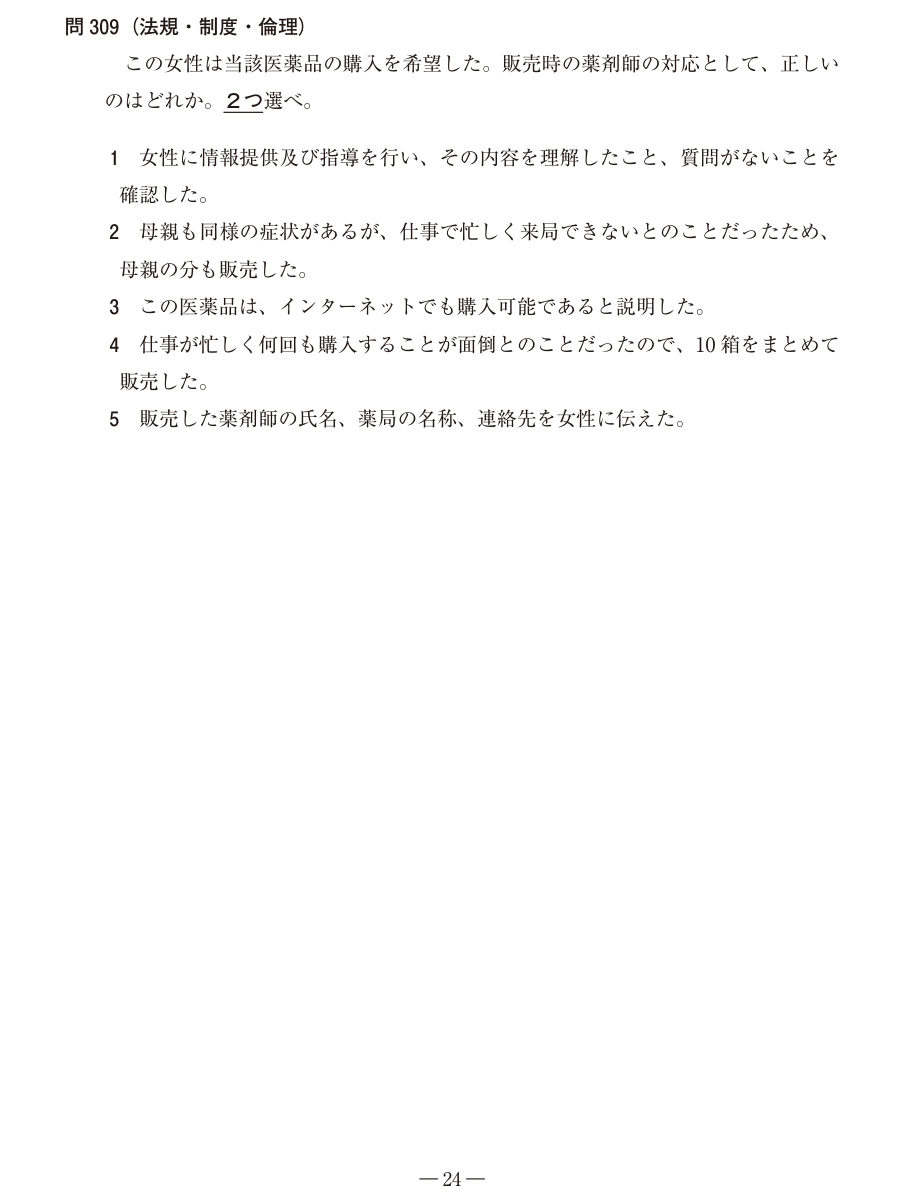 問 309（法規・制度・倫理）
この女性は当該医薬品の購入を希望した。販売時の薬剤師の対応として、正しい
のはどれか。２つ選べ。
1　女性に情報提供及び指導を行い、その内容を理解したこと、質問がないことを
確認した。
2　母親も同様の症状があるが、仕事で忙しく来局できないとのことだったため、
母親の分も販売した。
3　この医薬品は、インターネットでも購入可能であると説明した。
4　仕事が忙しく何回も購入することが面倒とのことだったので、10 箱をまとめて
販売した。
5　販売した薬剤師の氏名、薬局の名称、連絡先を女性に伝えた。
— 24 —